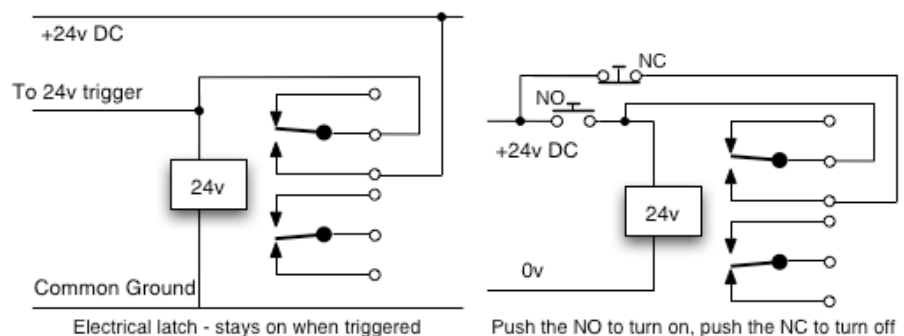 +24v DC
To 24v trigger
24v
Common Ground
Electrical latch - stays on when triggered
NC
NO
+24v DC
24v
0v
Push the NO to turn on, push the NC to turn off